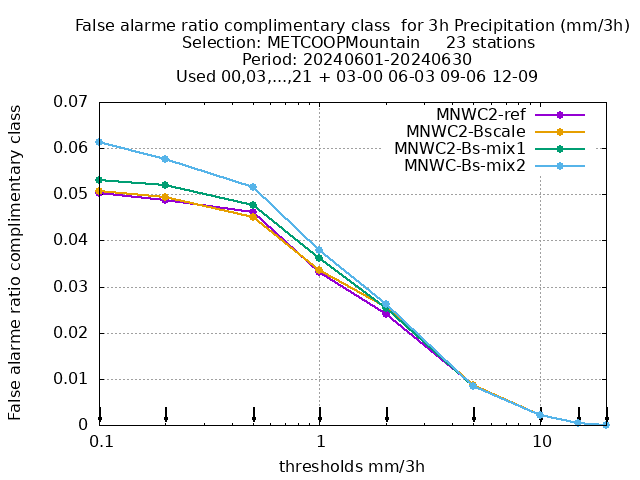 False alarme ratio complimentary class  for 3h Precipitation (mm/3h)
Selection: METCOOPMountain     23 stations
Period: 20240601-20240630
Used 00,03,...,21 + 03-00 06-03 09-06 12-09
False alarme ratio complimentary class
0.07
0.06
0.05
0.04
0.03
0.02
0.01
0
MNWC2-ref
MNWC2-Bscale
MNWC2-Bs-mix1
MNWC-Bs-mix2
0.1 1 10
thresholds mm/3h